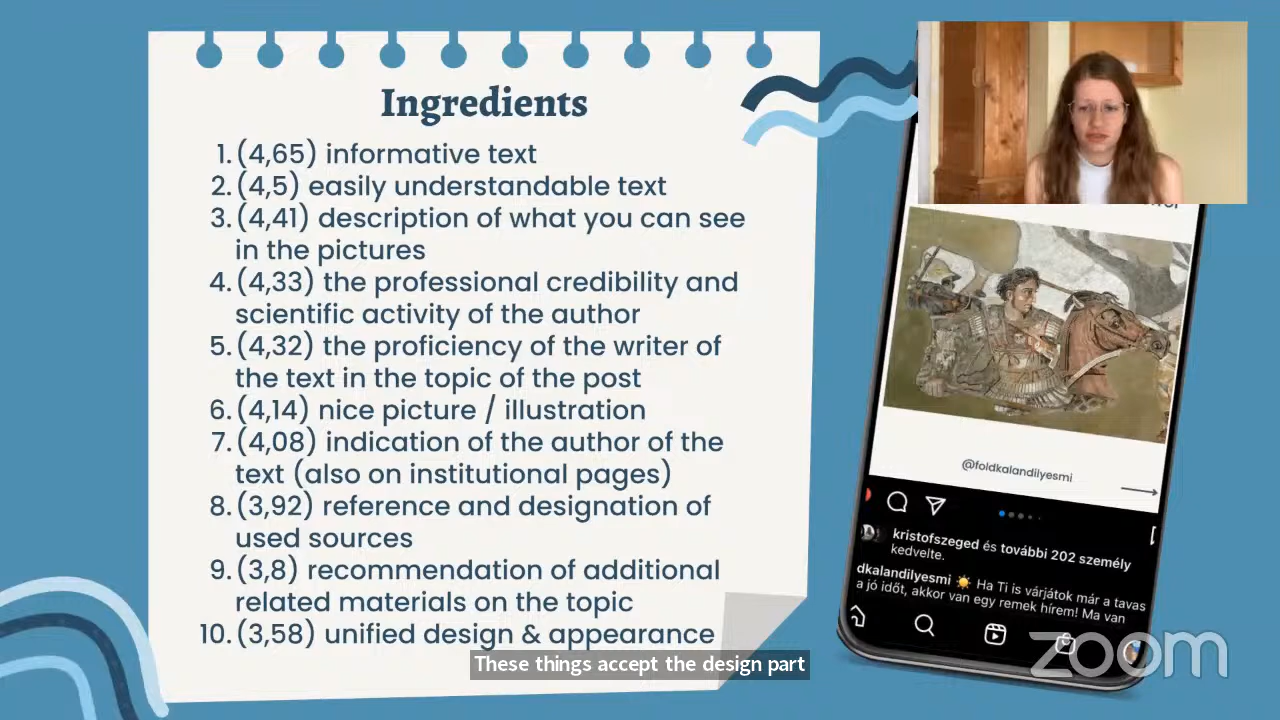 Ingredients
1. (4,65) informative text
2. (4,5) easily understandable text
3. (4,41) description of what you can see
in the pictures
4. (4,33) the professional credibility and
scientific activity of the author
5. (4,32) the proficiency of the writer of
the text in the topic of the post
6. (4,14) nice picture / illustration
7. (4,08) indication of the author of the
text (also on institutional pages)
8. (3,92) reference and designation of
used sources
9. (3,8) recommendation of additional
related materials on the topic
10. (3,58) unified design & appearance
These things accept the design part
@foldkalandilyesmi
kristofszeged és további 202 személy
kedvelte.
dkalandilyesmi ☀️ Ha Ti is várjátok már a tavas
a jó időt, akkor van egy remek hírem! Ma van
zoom